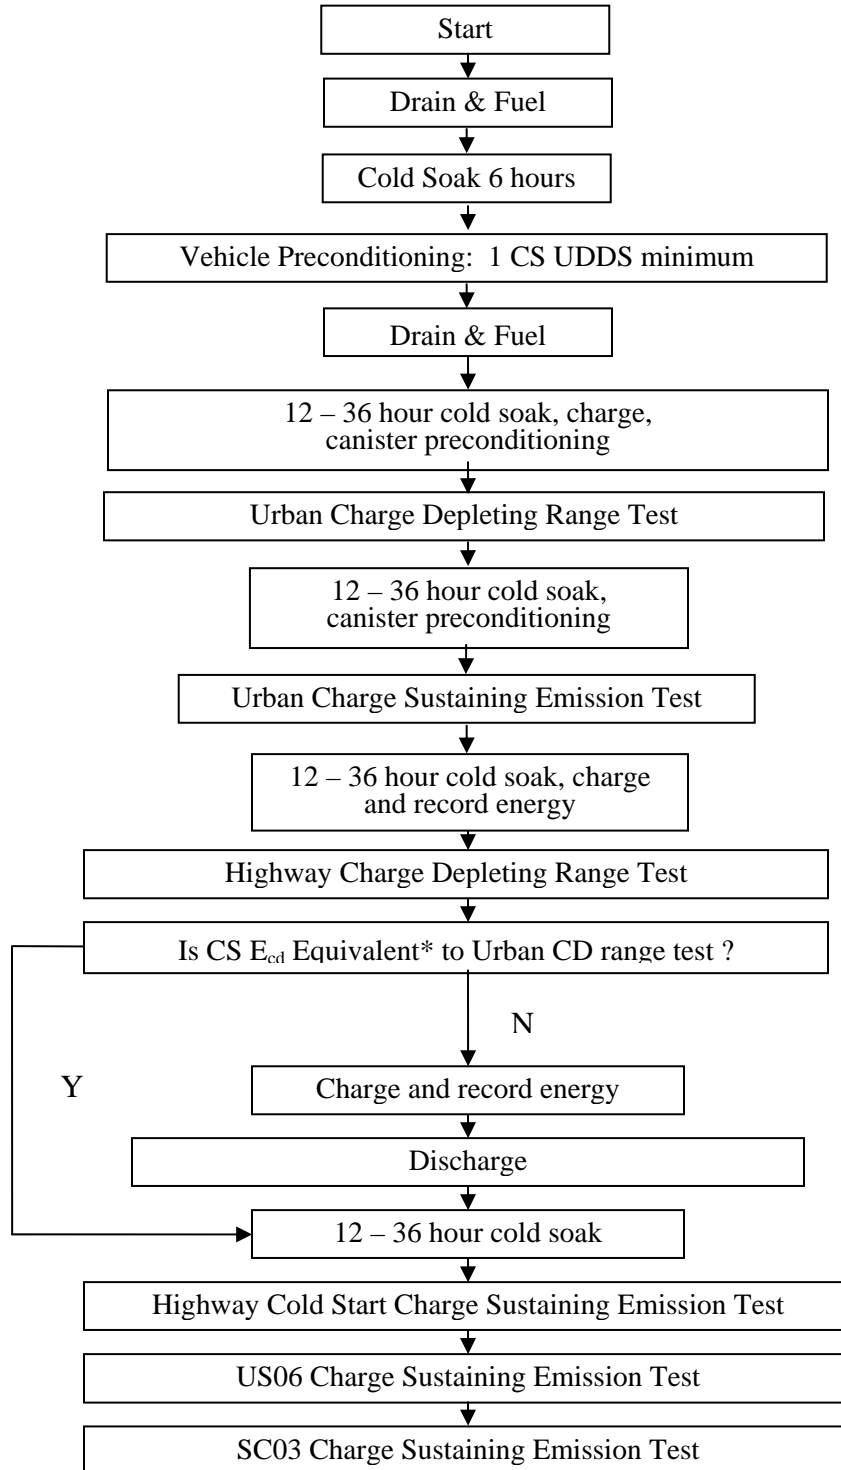 Start
Drain & Fuel
Cold Soak 6 hours
Vehicle Preconditioning:  1 CS UDDS minimum
Drain & Fuel
12 – 36 hour cold soak, charge,
canister preconditioning
Urban Charge Depleting Range Test
12 – 36 hour cold soak,
canister preconditioning
Urban Charge Sustaining Emission Test
12 – 36 hour cold soak, charge
and record energy
Highway Charge Depleting Range Test
Is CS Ecd Equivalent* to Urban CD range test ?
N
Y
Charge and record energy
Discharge
12 – 36 hour cold soak
Highway Cold Start Charge Sustaining Emission Test
US06 Charge Sustaining Emission Test
SC03 Charge Sustaining Emission Test